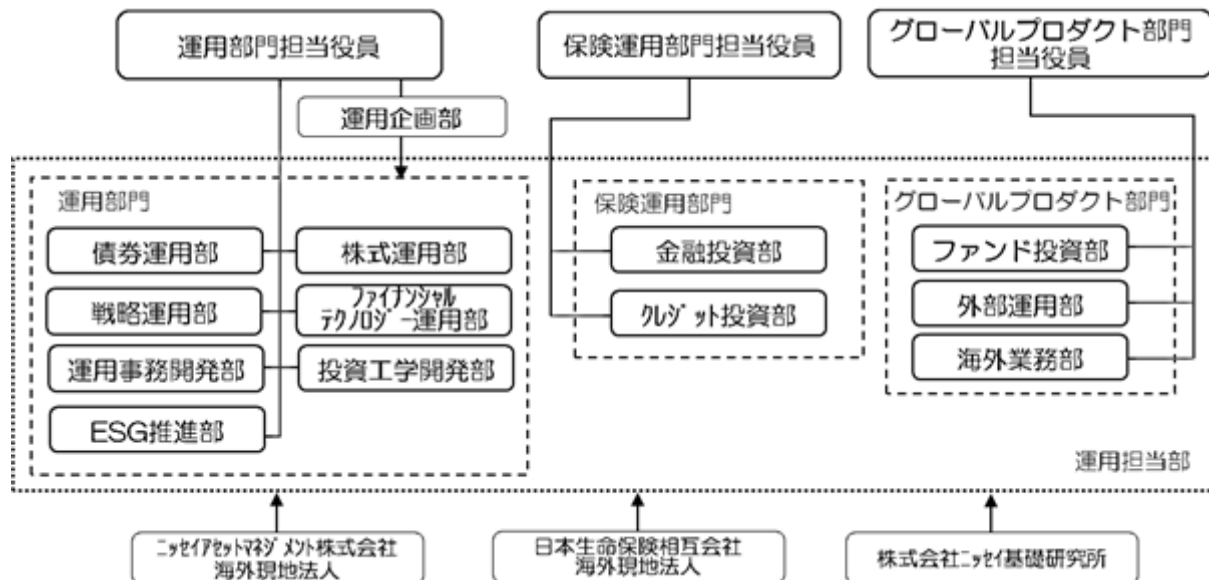 運用部門担当役員
保険運用部門担当役員
グローバルプロダクト部門
担当役員
運用企画部
運用部門
債券運用部
株式運用部
戦略運用部
ファイナンシャル
テクノロジー運用部
運用事務開発部
投資工学開発部
ESG推進部
保険運用部門
金融投資部
クレジット投資部
グローバルプロダクト部門
ファンド投資部
外部運用部
海外業務部
運用担当部
ニッセイアセットマネジメント株式会社
海外現地法人
日本生命保険相互会社
海外現地法人
株式会社ニッセイ基礎研究所